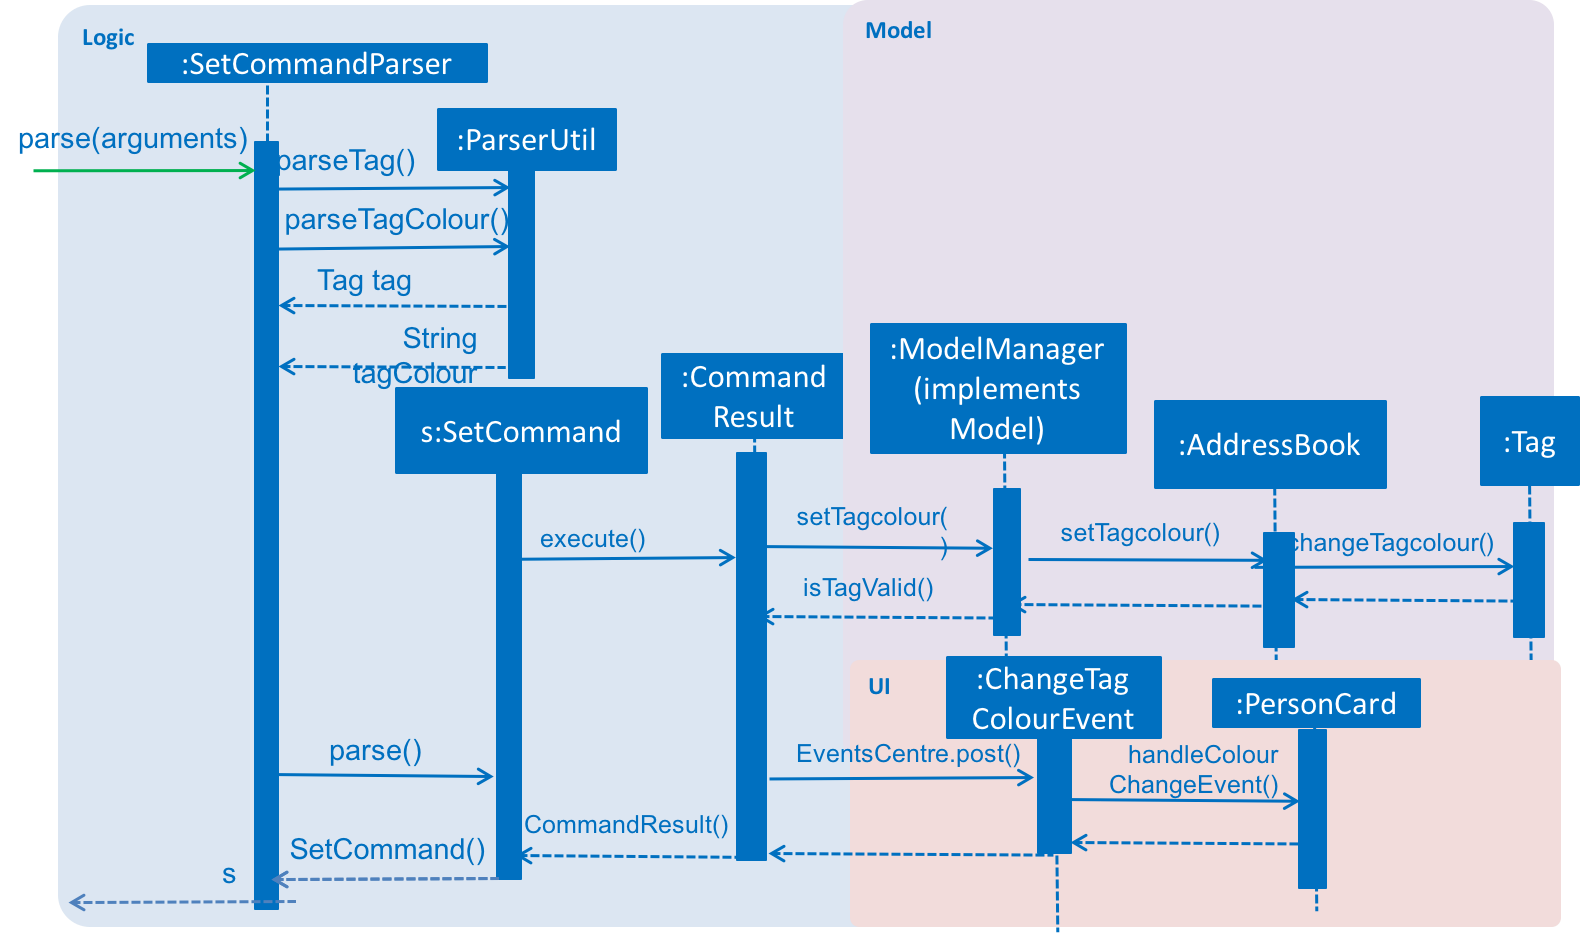 Logic
Model
:SetCommandParser
parse(arguments)
:ParserUtil
parseTag()
parseTagColour()
Tag tag
String
tagColour
:Command
Result
:ModelManager
(implements
Model)
s:SetCommand
:AddressBook
:Tag
execute()
setTagcolour(
)
setTagcolour()
changeTagcolour()
isTagValid()
UI
:ChangeTag
ColourEvent
:PersonCard
parse()
EventsCentre.post()
handleColour
ChangeEvent()
CommandResult()
SetCommand()
s